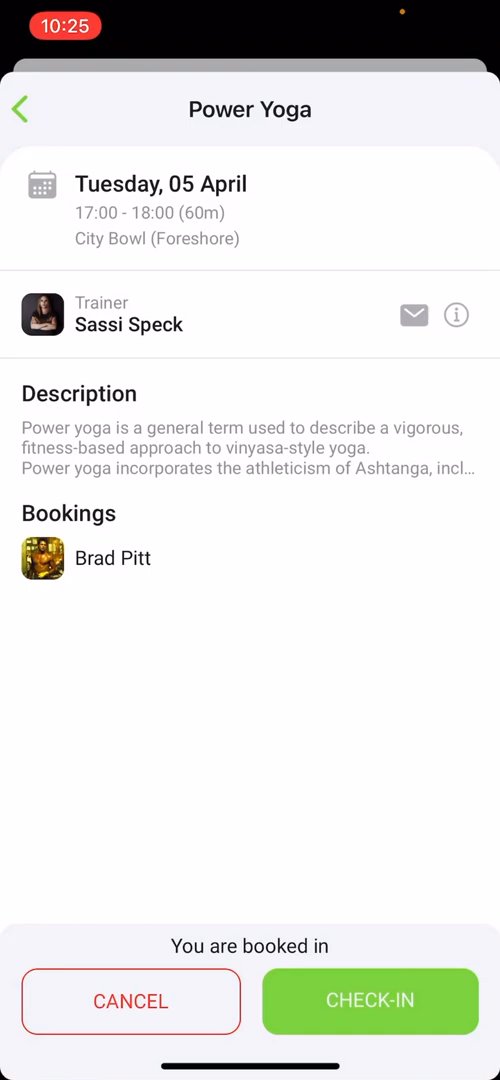 10:25
Power Yoga
Tuesday, 05 April
17:00 - 18:00 (60m)
City Bowl (Foreshore)
Trainer
Sassi Speck
Description
Power yoga is a general term used to describe a vigorous,
fitness-based approach to vinyasa-style yoga.
Power yoga incorporates the athleticism of Ashtanga, incl...
Bookings
Brad Pitt
You are booked in
CANCEL
CHECK-IN